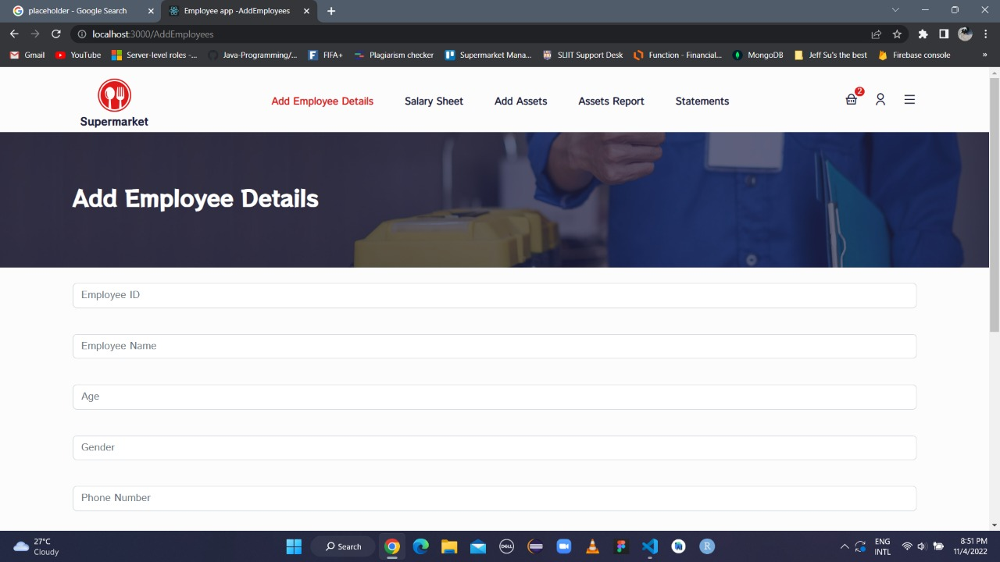 placeholder - Google Search
Employee app -AddEmployees
localhost:3000/AddEmployees
Gmail
YouTube
Server-level roles -...
Java-Programming/...
FIFA+
Plagiarism checker
Supermarket Mana...
SLIIT Support Desk
Function - Financial...
MongoDB
Jeff Su's the best
Firebase console
»
Supermarket
Add Employee Details
Salary Sheet
Add Assets
Assets Report
Statements
2
Add Employee Details
Employee ID
Employee Name
Age
Gender
Phone Number
27°C
Cloudy
Search
DELL
R
ENG
INTL
8:51 PM
11/4/2022